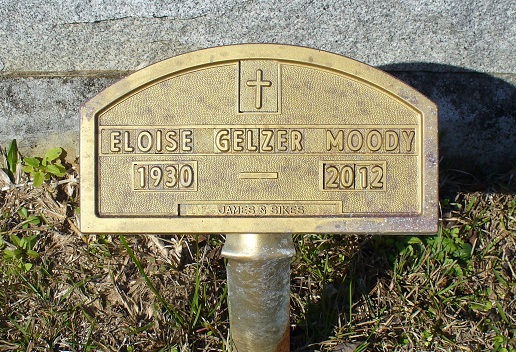 ELOISE GELZER MOODY
1930 — 2012
JAMES & SIKES